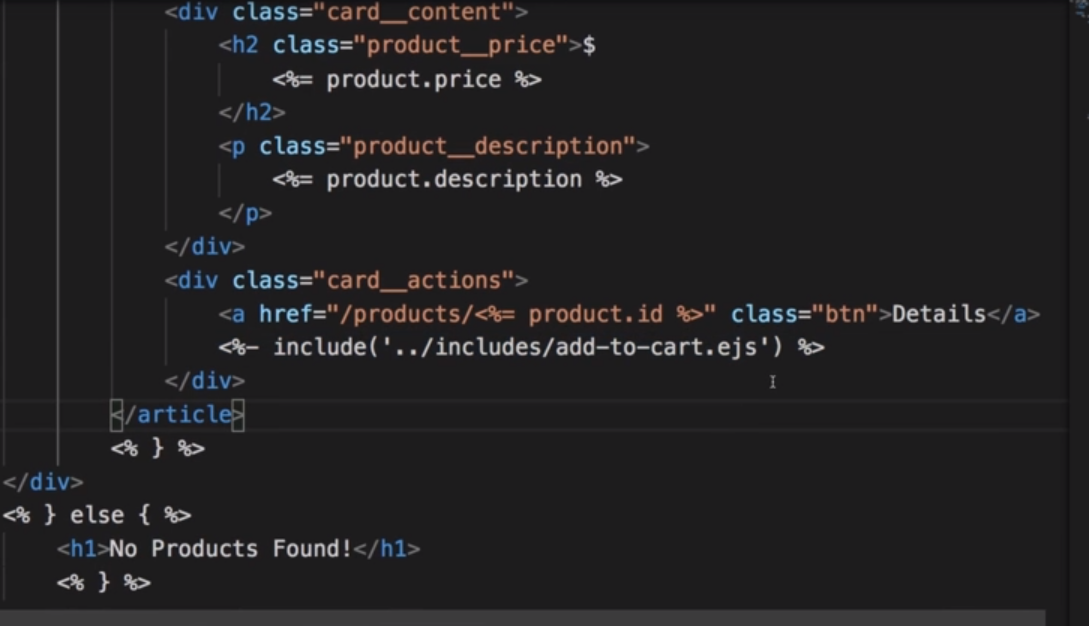 <div class="card__content">
<h2 class="product__price">$
<%= product.price %>
</h2>
<p class="product__description">
<%= product.description %>
</p>
</div>
<div class="card__actions">
<a href="/products/<%= product.id %>" class="btn">Details</a>
<%- include('../includes/add-to-cart.ejs') %>
</div>
</article>
<% } %>
</div>
<% } else { %>
<h1>No Products Found!</h1>
<% } %>